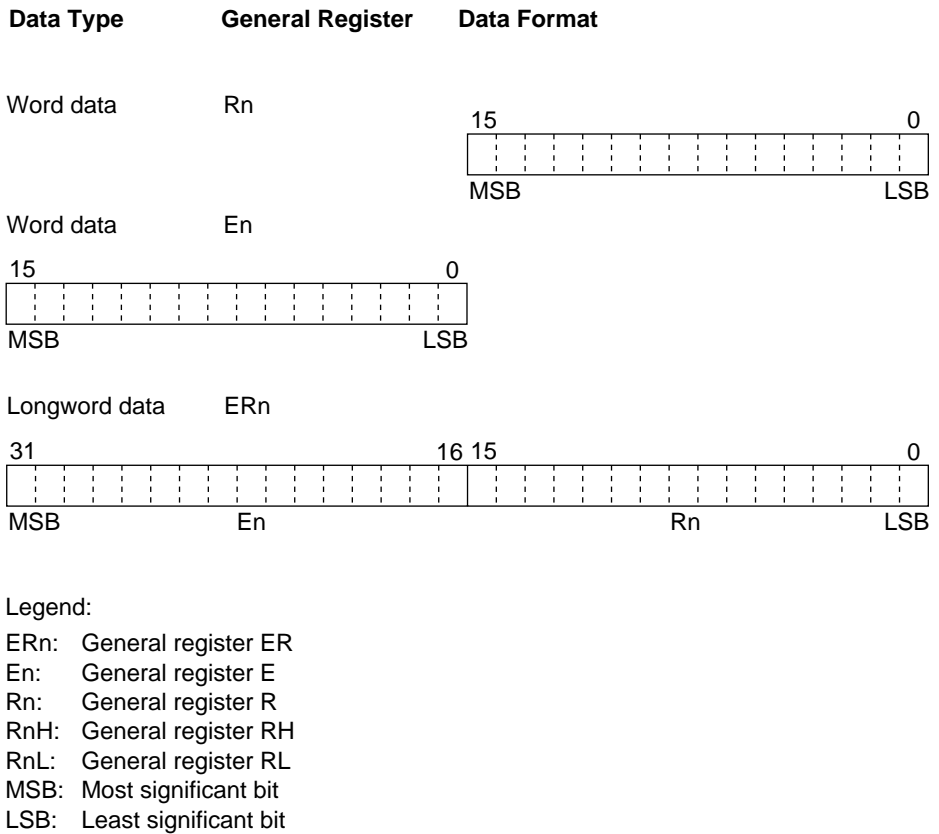 Data Type General Register Data Format
Word data Rn
15 0
MSB LSB
Word data En
15 0
MSB LSB
Longword data ERn
31 16 15 0
MSB En Rn LSB
Legend:
ERn: General register ER
En: General register E
Rn: General register R
RnH: General register RH
RnL: General register RL
MSB: Most significant bit
LSB: Least significant bit